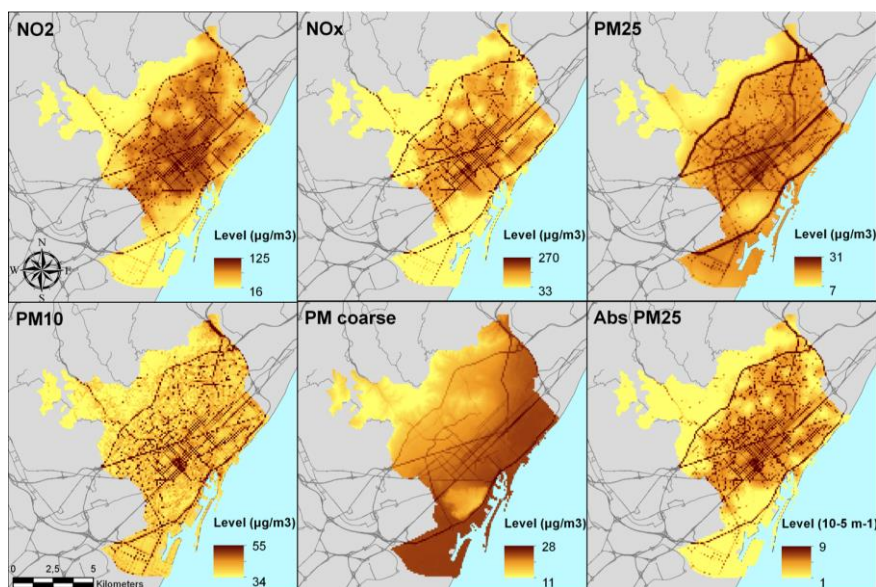 NO2
Level (µg/m3)
125
16
N
W
E
S
NOx
Level (µg/m3)
270
33
PM25
Level (µg/m3)
31
7
PM10
Level (µg/m3)
55
34
0 2,5 5
Kilometers
PM coarse
Level (µg/m3)
28
11
Abs PM25
Level (10-5 m-1)
9
1